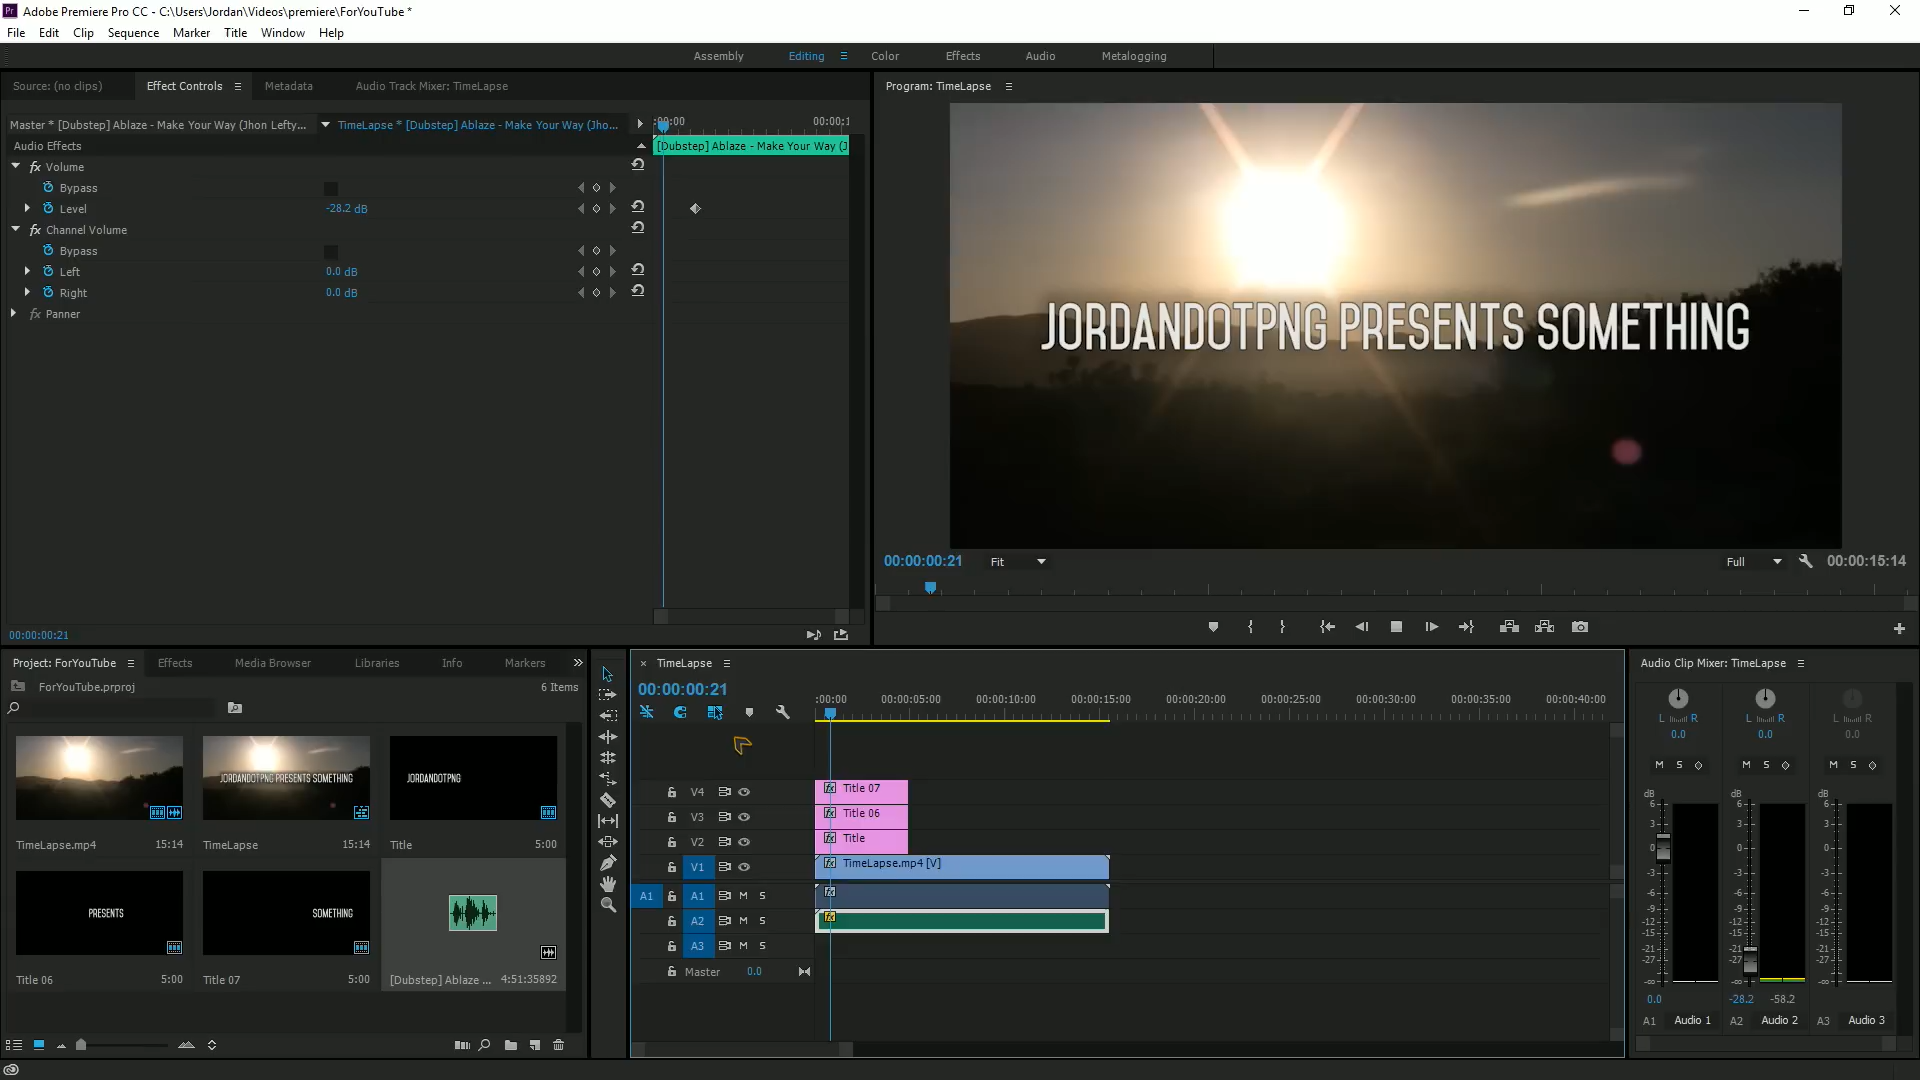 Pr Adobe Premiere Pro CC - C:\Users\Jordan\Videos\premiere\ForYouTube *
File Edit Clip Sequence Marker Title Window Help
Assembly Editing Color Effects Audio Metalogging
Source: (no clips) Effect Controls Metadata Audio Track Mixer: TimeLapse
Master * [Dubstep] Ablaze - Make Your Way (Jhon Lefty... TimeLapse * [Dubstep] Ablaze - Make Your Way (Jho...
:00:00 00:00:1
Audio Effects
[Dubstep] Ablaze - Make Your Way (J
fx Volume
Bypass
Level -28.2 dB
fx Channel Volume
Bypass
Left 0.0 dB
Right 0.0 dB
fx Panner
00:00:00:21
Program: TimeLapse
JORDANDOTPNG PRESENTS SOMETHING
00:00:00:21 Fit Full 00:00:15:14
Project: ForYouTube Effects Media Browser Libraries Info Markers
ForYouTube.prproj 6 Items
JORDANDOTPNG PRESENTS SOMETHING
JORDANDOTPNG
TimeLapse.mp4 15:14 TimeLapse 15:14 Title 5:00
PRESENTS
SOMETHING
Title 06 5:00 Title 07 5:00 [Dubstep] Ablaze ... 4:51:35892
× TimeLapse
00:00:00:21
:00:00 00:00:05:00 00:00:10:00 00:00:15:00 00:00:20:00 00:00:25:00 00:00:30:00 00:00:35:00 00:00:40:00
V4 fx Title 07
V3 fx Title 06
V2 fx Title
V1 fx TimeLapse.mp4 [V]
A1 A1 M S fx
A2 M S fx
A3 M S
Master 0.0
Audio Clip Mixer: TimeLapse
L R L R L R
0.0 0.0 0.0
M S M S M S
dB dB dB
6 6 6
3 3 3
0 0 0
-3 -3 -3
-6 -6 -6
-9 -9 -9
-12 -12 -12
-15 -15 -15
-21 -21 -21
-27 -27 -27
-∞ -∞ -∞
0.0 -28.2 -58.2
A1 Audio 1 A2 Audio 2 A3 Audio 3